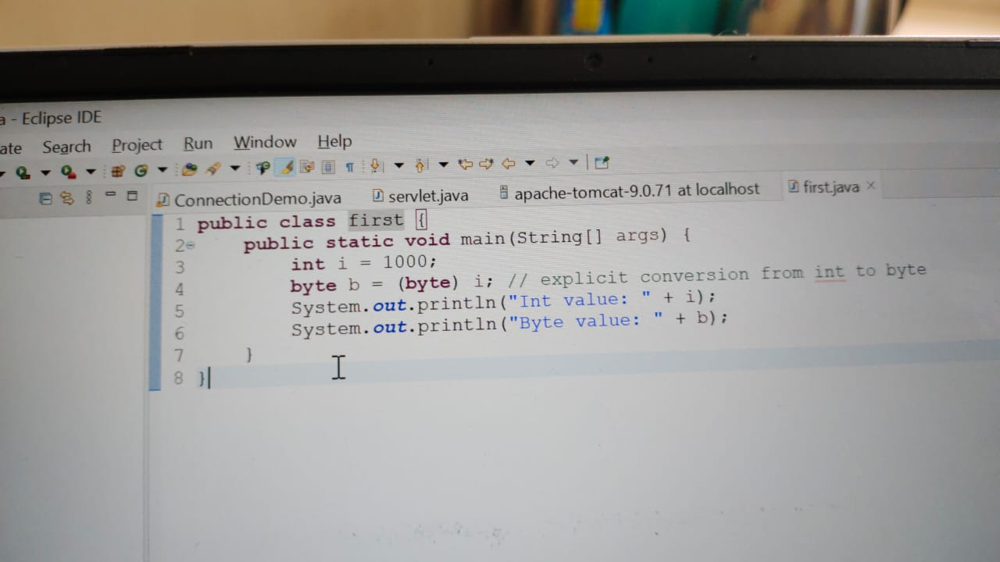 a - Eclipse IDE
ate Search Project Run Window Help
ConnectionDemo.java servlet.java apache-tomcat-9.0.71 at localhost first.java
1 public class first {
2 public static void main(String[] args) {
3 int i = 1000;
4 byte b = (byte) i; // explicit conversion from int to byte
5 System.out.println("Int value: " + i);
6 System.out.println("Byte value: " + b);
7 }
8 }